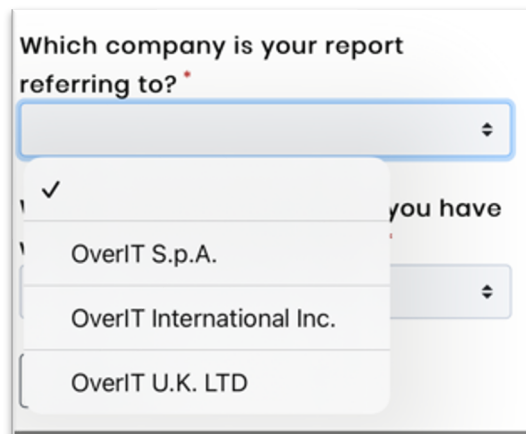 Which company is your report
referring to? *
you have
*
OverIT S.p.A.
OverIT International Inc.
OverIT U.K. LTD